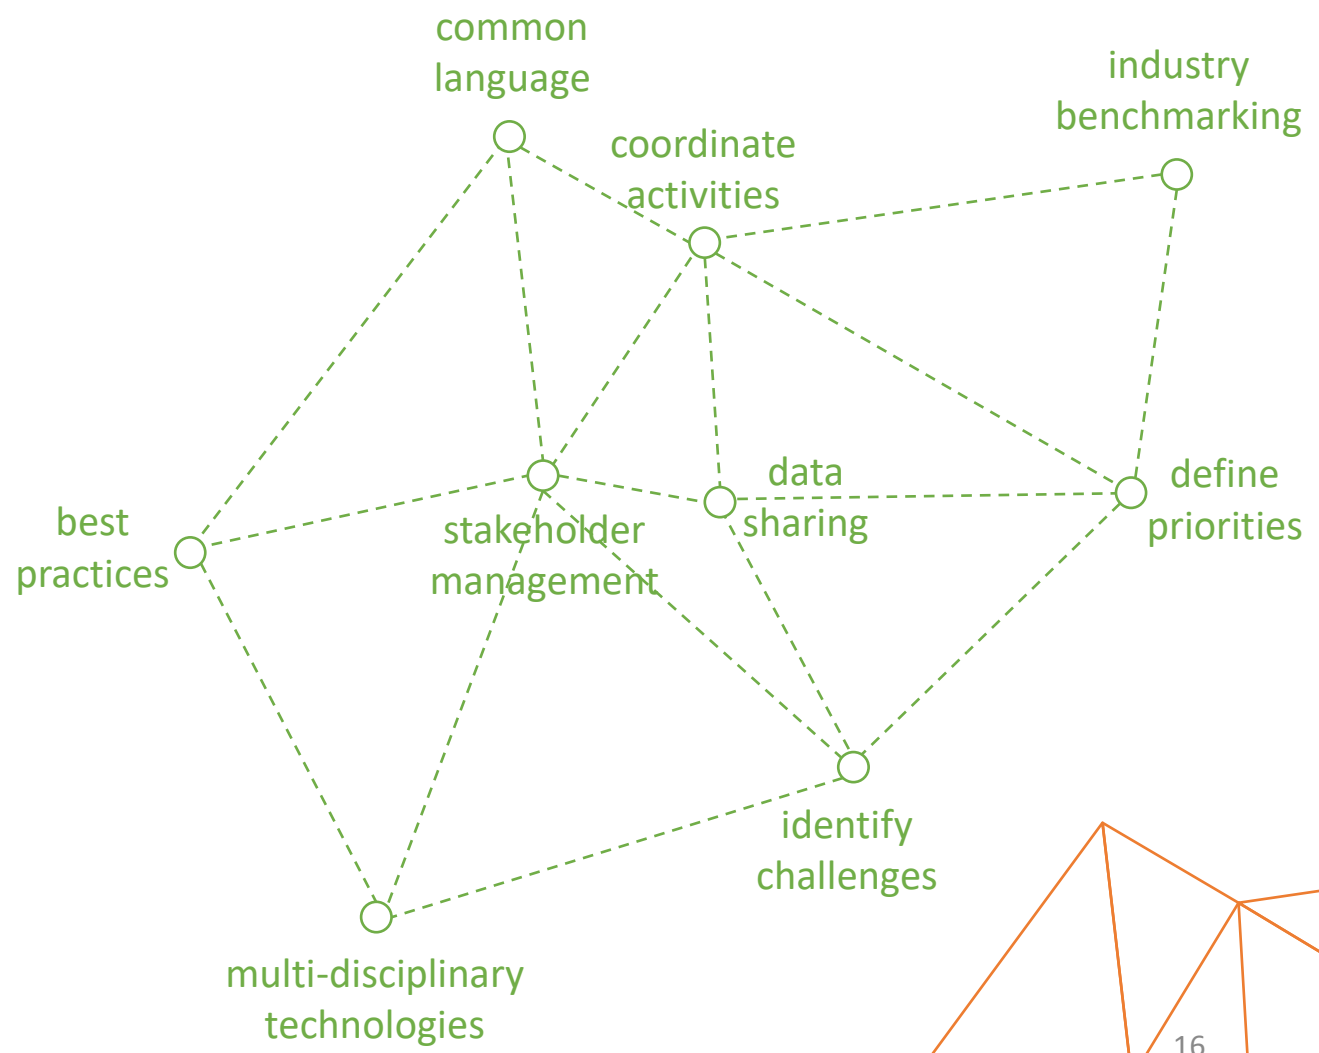 common
language
industry
benchmarking
coordinate
activities
data
sharing
define
priorities
best
practices
stakeholder
management
identify
challenges
multi-disciplinary
technologies
16